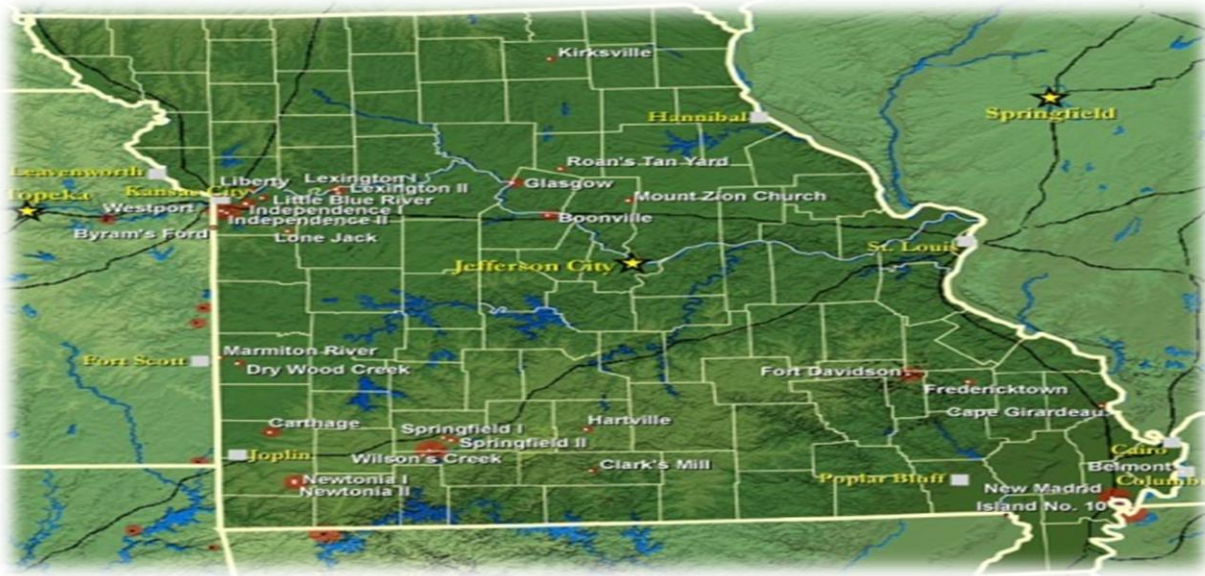 Kirksville
Springfield
Hannibal
Roan's Tan Yard
Leavenworth
Lexington I
Liberty
Glasgow
Topeka
Kansas City
Lexington II
Mount Zion Church
Little Blue River
Westport
Independence I
Boonville
Independence II
Byram's Ford
Lone Jack
St. Louis
Jefferson City
Marmiton River
Fort Scott
Dry Wood Creek
Fort Davidson
Fredericktown
Cape Girardeau
Carthage
Hartville
Springfield I
Springfield II
Joplin
Wilson's Creek
Cairo
Clark's Mill
Belmont
Newtonia I
Poplar Bluff
Columb
Newtonia II
New Madrid
Island No. 10